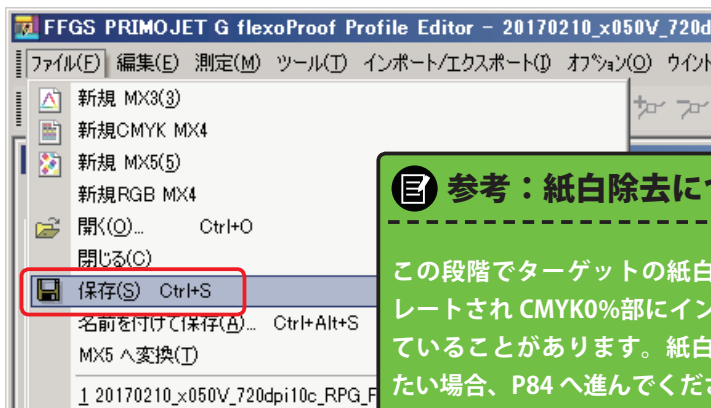 FFGS PRIMOJET G flexoProof Profile Editor - 20170210_x050V_720d
ファイル(F) 編集(E) 測定(M) ツール(T) インポート/エクスポート(I) オプション(O) ウイント
新規 MX3(3)
新規CMYK MX4
新規 MX5(5)
新規RGB MX4
開く(O)... Ctrl+O
閉じる(C)
保存(S) Ctrl+S
名前を付けて保存(A)... Ctrl+Alt+S
MX5 へ変換(T)
1 20170210_x050V_720dpi10c_RPG_F
参考：紙白除去につ
この段階でターゲットの紙白
レートされ CMYK0%部にイン
ていることがあります。紙白
たい場合、P84 へ進んでくださ